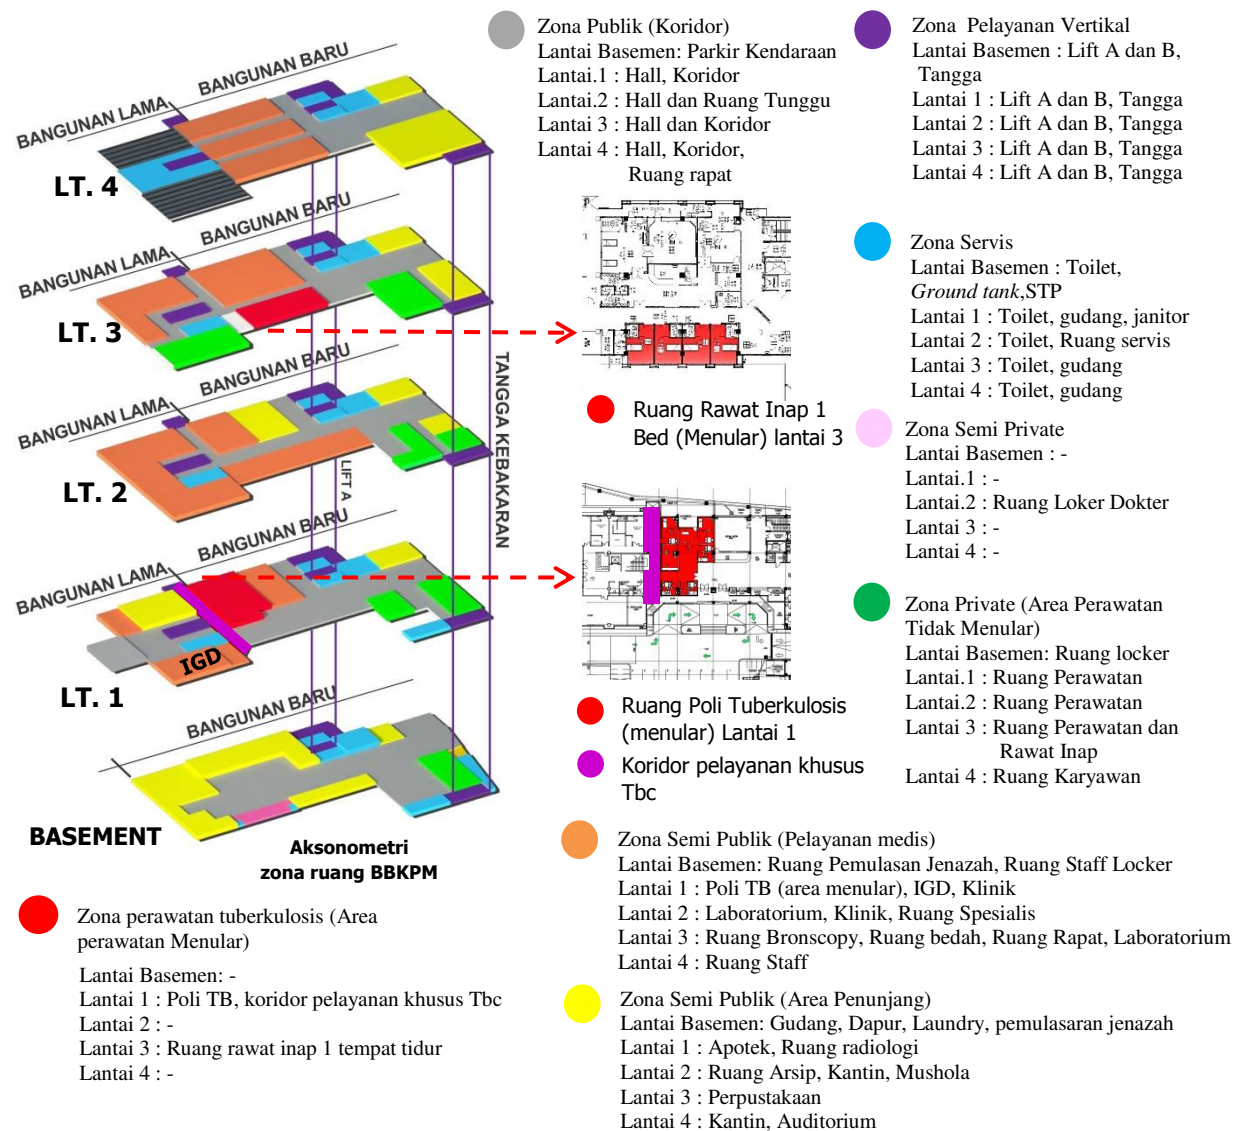 Zona Publik (Koridor)
Lantai Basemen: Parkir Kendaraan
Lantai.1 : Hall, Koridor
Lantai.2 : Hall dan Ruang Tunggu
Lantai 3 : Hall dan Koridor
Lantai 4 : Hall, Koridor,
Ruang rapat
Zona Pelayanan Vertikal
Lantai Basemen : Lift A dan B,
Tangga
Lantai 1 : Lift A dan B, Tangga
Lantai 2 : Lift A dan B, Tangga
Lantai 3 : Lift A dan B, Tangga
Lantai 4 : Lift A dan B, Tangga
BANGUNAN BARU
BANGUNAN LAMA
LT. 4
BANGUNAN BARU
BANGUNAN LAMA
LT. 3
BANGUNAN BARU
BANGUNAN LAMA
LT. 2
BANGUNAN BARU
BANGUNAN LAMA
IGD
LT. 1
BANGUNAN BARU
BASEMENT
LIFT A
TANGGA KEBAKARAN
Aksonometri
zona ruang BBKPM
Ruang Rawat Inap 1
Bed (Menular) lantai 3
Ruang Poli Tuberkulosis
(menular) Lantai 1
Koridor pelayanan khusus
Tbc
Zona Servis
Lantai Basemen : Toilet,
Ground tank,STP
Lantai 1 : Toilet, gudang, janitor
Lantai 2 : Toilet, Ruang servis
Lantai 3 : Toilet, gudang
Lantai 4 : Toilet, gudang
Zona Semi Private
Lantai Basemen : -
Lantai.1 : -
Lantai.2 : Ruang Loker Dokter
Lantai 3 : -
Lantai 4 : -
Zona Private (Area Perawatan
Tidak Menular)
Lantai Basemen: Ruang locker
Lantai.1 : Ruang Perawatan
Lantai.2 : Ruang Perawatan
Lantai 3 : Ruang Perawatan dan
Rawat Inap
Lantai 4 : Ruang Karyawan
Zona Semi Publik (Pelayanan medis)
Lantai Basemen: Ruang Pemulasan Jenazah, Ruang Staff Locker
Lantai 1 : Poli TB (area menular), IGD, Klinik
Lantai 2 : Laboratorium, Klinik, Ruang Spesialis
Lantai 3 : Ruang Bronscopy, Ruang bedah, Ruang Rapat, Laboratorium
Lantai 4 : Ruang Staff
Zona perawatan tuberkulosis (Area
perawatan Menular)
Lantai Basemen: -
Lantai 1 : Poli TB, koridor pelayanan khusus Tbc
Lantai 2 : -
Lantai 3 : Ruang rawat inap 1 tempat tidur
Lantai 4 : -
Zona Semi Publik (Area Penunjang)
Lantai Basemen: Gudang, Dapur, Laundry, pemulasaran jenazah
Lantai 1 : Apotek, Ruang radiologi
Lantai 2 : Ruang Arsip, Kantin, Mushola
Lantai 3 : Perpustakaan
Lantai 4 : Kantin, Auditorium